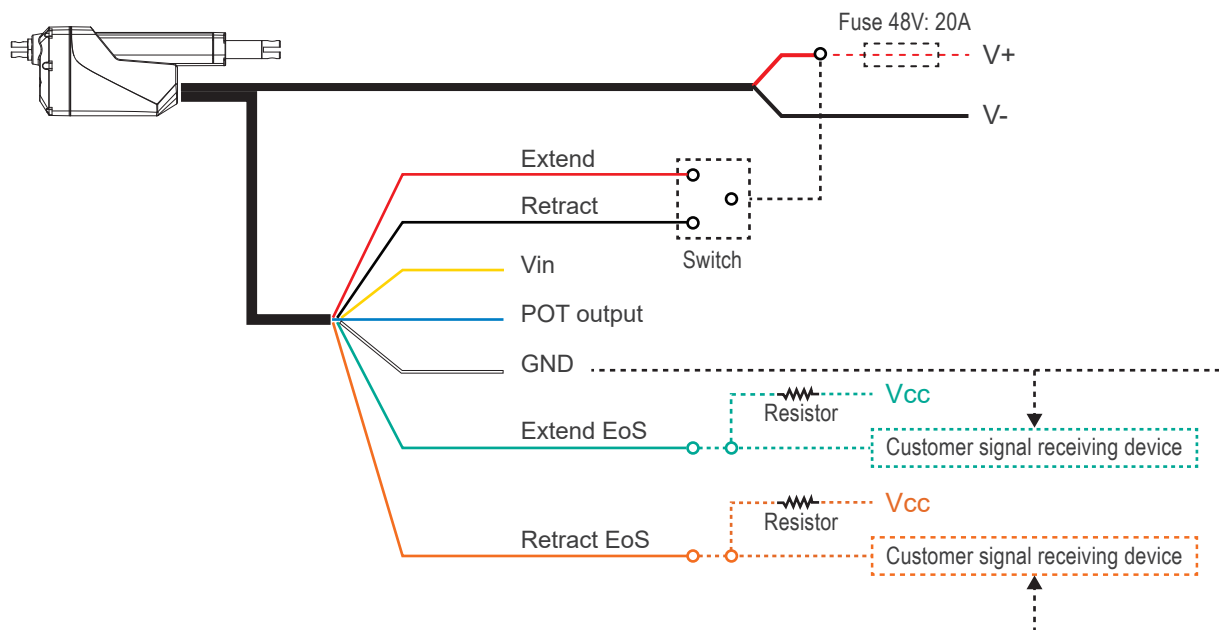 Fuse 48V: 20A
V+
V-
Extend
Retract
Switch
Vin
POT output
GND
Vcc
Resistor
Extend EoS
Customer signal receiving device
Vcc
Resistor
Retract EoS
Customer signal receiving device